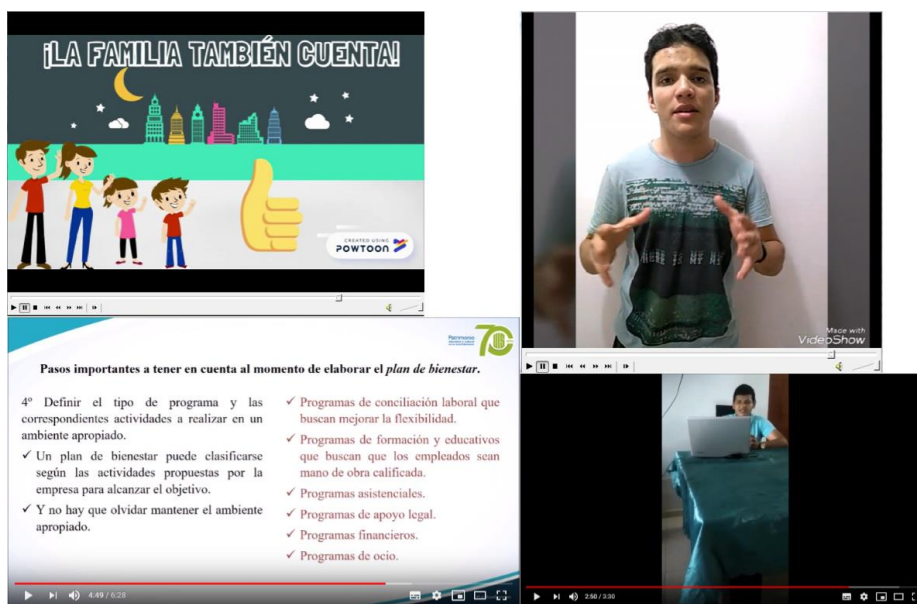 ¡LA FAMILIA TAMBIÉN CUENTA!
CREATED USING
POWTOON
Made with
VideoShow
Patrimonio
70
Pasos importantes a tener en cuenta al momento de elaborar el plan de bienestar.
4º Definir el tipo de programa y las
correspondientes actividades a realizar en un
ambiente apropiado.
✓ Un plan de bienestar puede clasificarse
según las actividades propuestas por la
empresa para alcanzar el objetivo.
✓ Y no hay que olvidar mantener el ambiente
apropiado.
✓ Programas de conciliación laboral que
buscan mejorar la flexibilidad.
✓ Programas de formación y educativos
que buscan que los empleados sean
mano de obra calificada.
✓ Programas asistenciales.
✓ Programas de apoyo legal.
✓ Programas financieros.
✓ Programas de ocio.
4:49 / 6:28
2:50 / 3:30